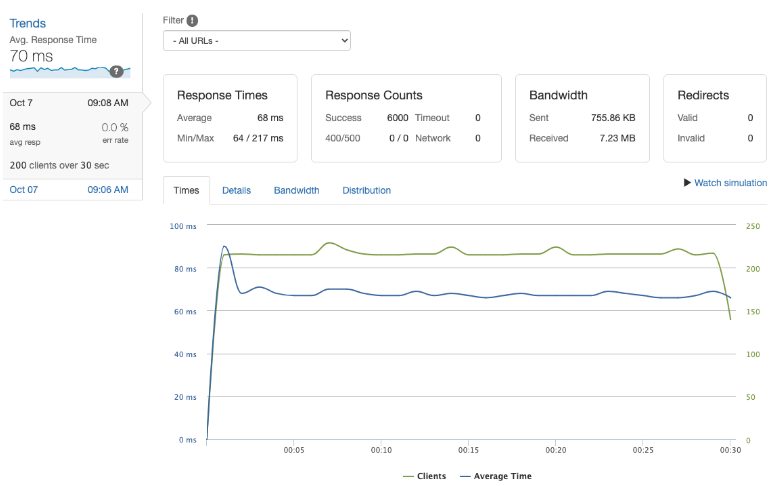 Trends
Avg. Response Time
70 ms
?
Oct 7 09:08 AM
68 ms 0.0 %
avg resp err rate
200 clients over 30 sec
Oct 07 09:06 AM
Filter !
- All URLs -
Response Times
Average 68 ms
Min/Max 64 / 217 ms
Response Counts
Success 6000 Timeout 0
400/500 0 / 0 Network 0
Bandwidth
Sent 755.86 KB
Received 7.23 MB
Redirects
Valid 0
Invalid 0
Times Details Bandwidth Distribution Watch simulation
100 ms 250
80 ms 200
60 ms 150
40 ms 100
20 ms 50
0 ms 0
00:05 00:10 00:15 00:20 00:25 00:30
Clients Average Time